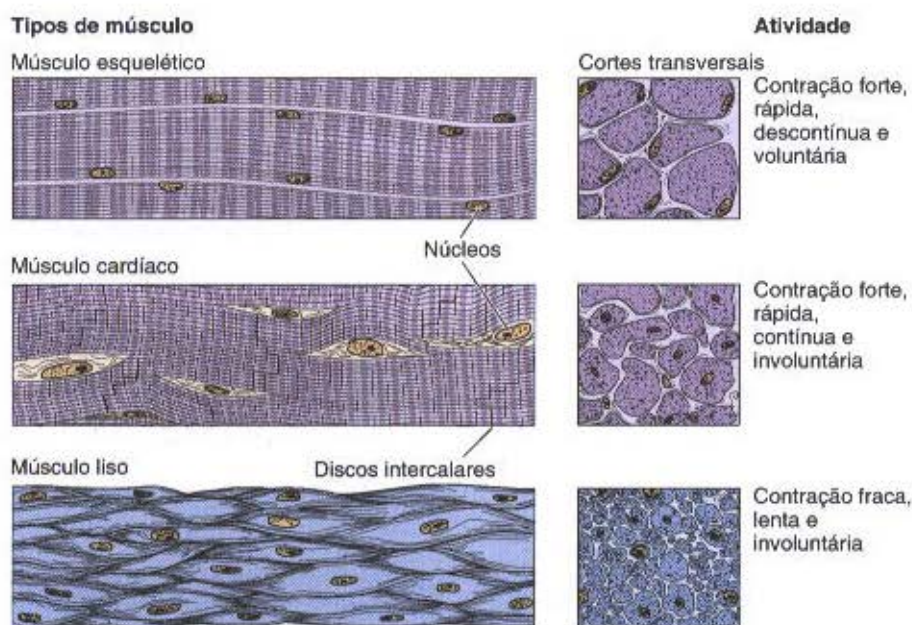 Tipos de músculo
Atividade
Músculo esquelético
Cortes transversais
Contração forte,
rápida,
descontínua e
voluntária
Núcleos
Músculo cardíaco
Contração forte,
rápida,
contínua e
involuntária
Discos intercalares
Músculo liso
Contração fraca,
lenta e
involuntária